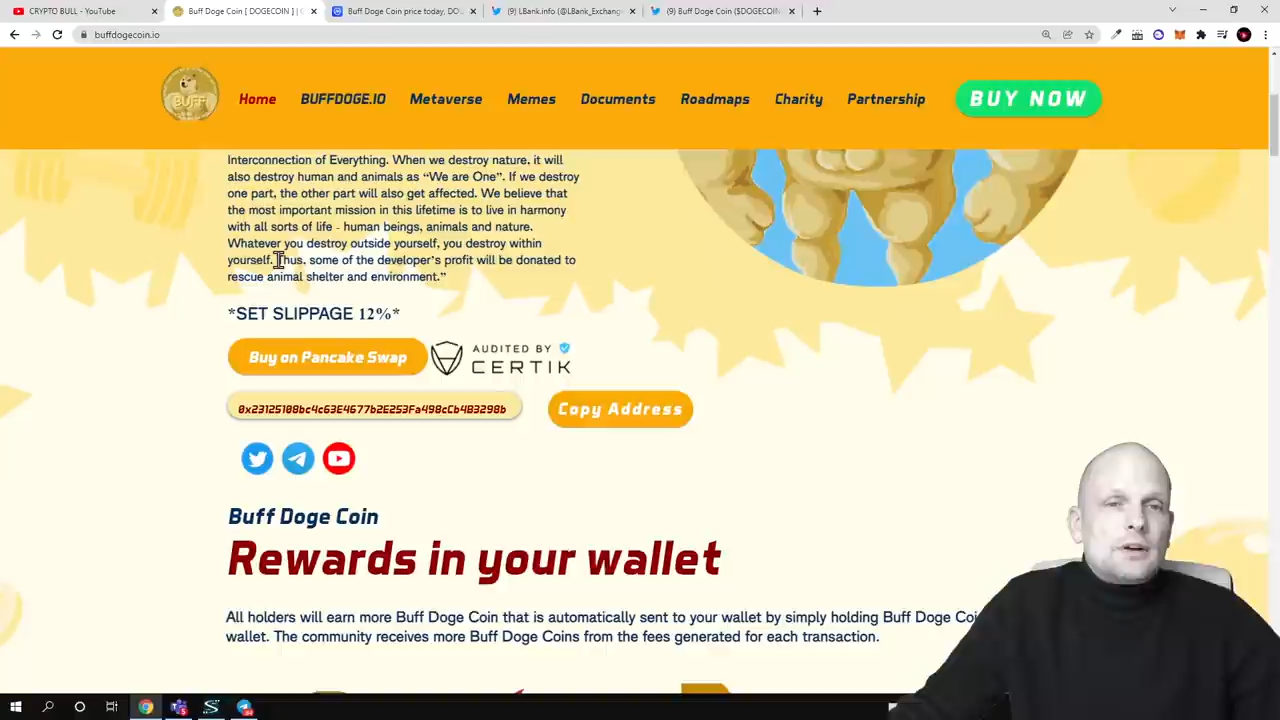 CRYPTO BULL - YouTube
Buff Doge Coin [ DOGECOIN ] |
Buff Doge Coin price today, DO
(9) LBank.info (@LBank_Exchang
(9) Buff Doge Coin ($DOGECOIN
buffdogecoin.io
BUFF
Home
BUFFDOGE.IO
Metaverse
Memes
Documents
Roadmaps
Charity
Partnership
BUY NOW
Interconnection of Everything. When we destroy nature, it will
also destroy human and animals as “We are One”. If we destroy
one part, the other part will also get affected. We believe that
the most important mission in this lifetime is to live in harmony
with all sorts of life - human beings, animals and nature.
Whatever you destroy outside yourself, you destroy within
yourself. Thus, some of the developer's profit will be donated to
rescue animal shelter and environment.”
*SET SLIPPAGE 12%*
Buy on Pancake Swap
AUDITED BY
CERTIK
0x23125108bc4c63E4677b2E253Fa498cCb4B3298b
Copy Address
Buff Doge Coin
Rewards in your wallet
All holders will earn more Buff Doge Coin that is automatically sent to your wallet by simply holding Buff Doge Coi
wallet. The community receives more Buff Doge Coins from the fees generated for each transaction.